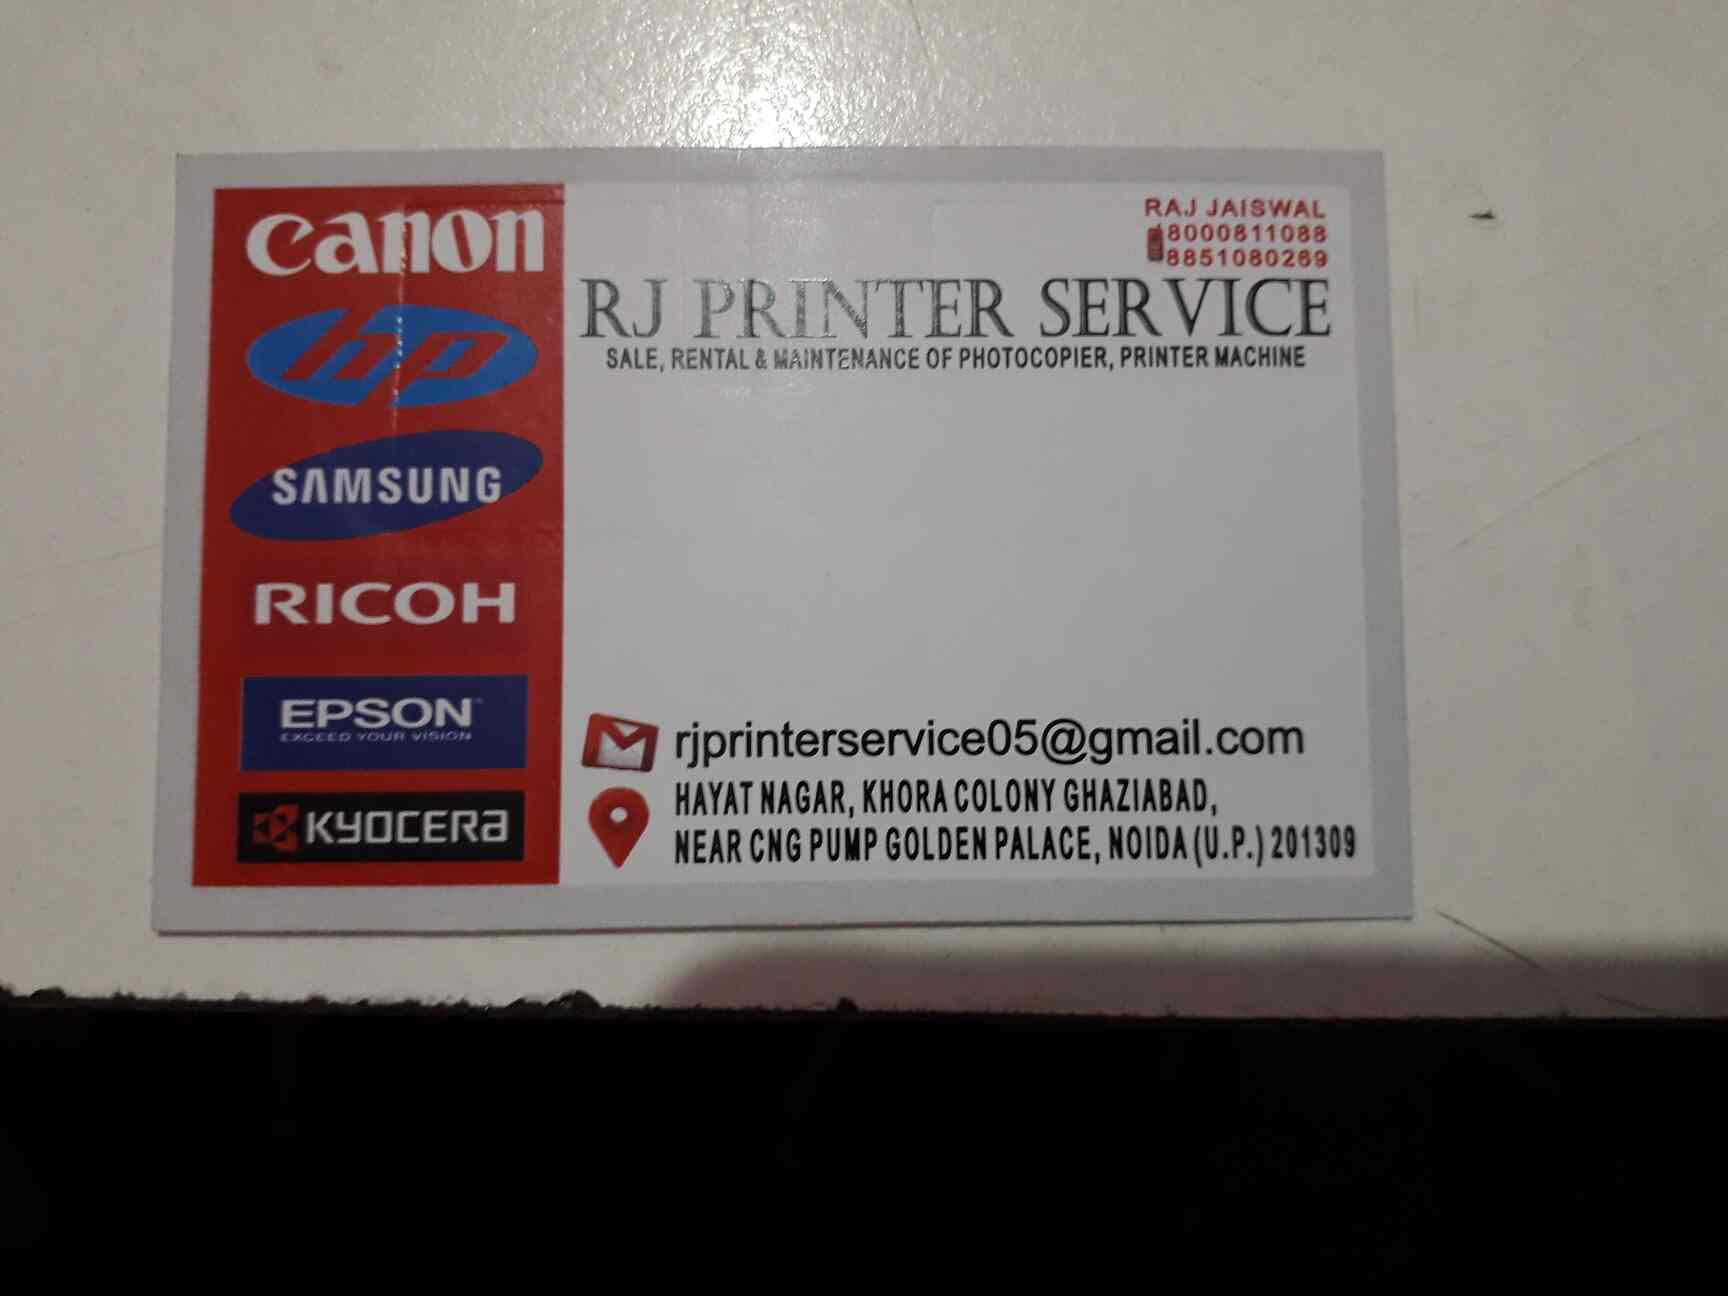 canon
hp
SAMSUNG
RICOH
EPSON
EXCEED YOUR VISION
KYOCERA
RAJ JAISWAL
8000811088
8851080269
RJ PRINTER SERVICE
SALE, RENTAL & MAINTENANCE OF PHOTOCOPIER, PRINTER MACHINE
rjprinterservice05@gmail.com
HAYAT NAGAR, KHORA COLONY GHAZIABAD,
NEAR CNG PUMP GOLDEN PALACE, NOIDA (U.P.) 201309